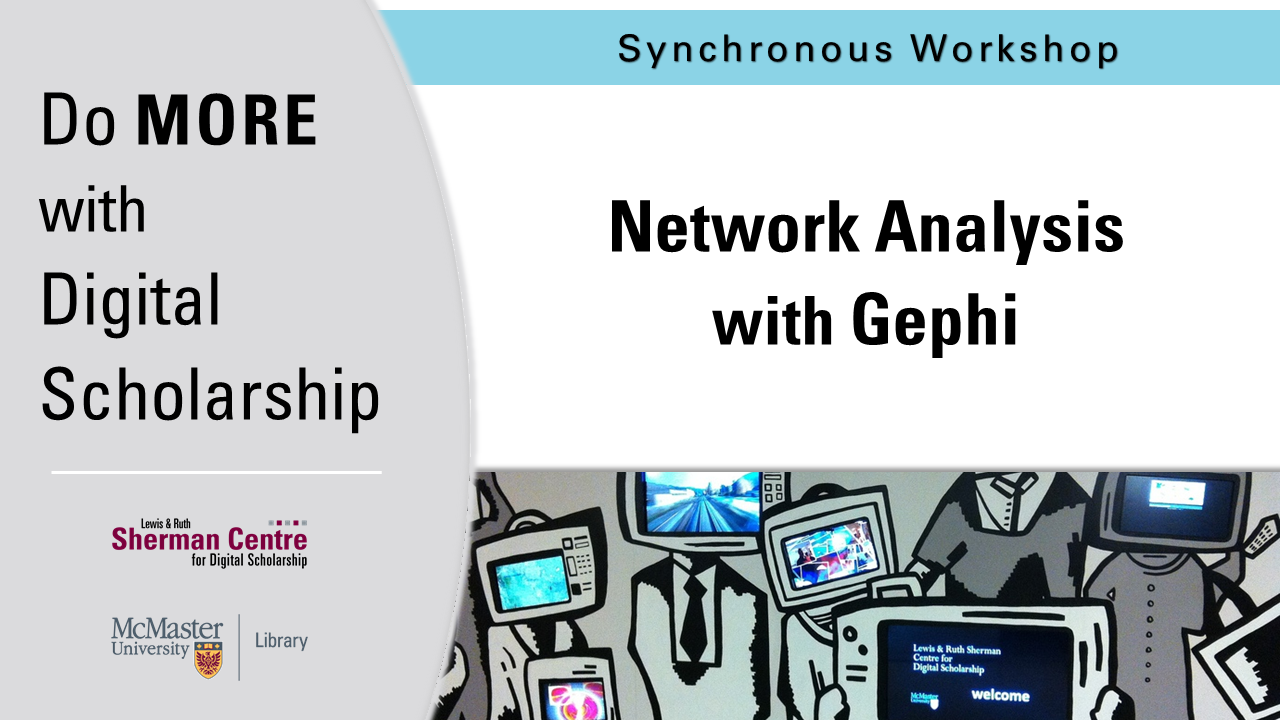 Synchronous Workshop
Do MORE
with
Digital
Scholarship
Network Analysis
with Gephi
Lewis & Ruth
Sherman Centre
for Digital Scholarship
McMaster
University
Library
Lewis & Ruth Sherman
Centre for
Digital Scholarship
McMaster
University
welcome